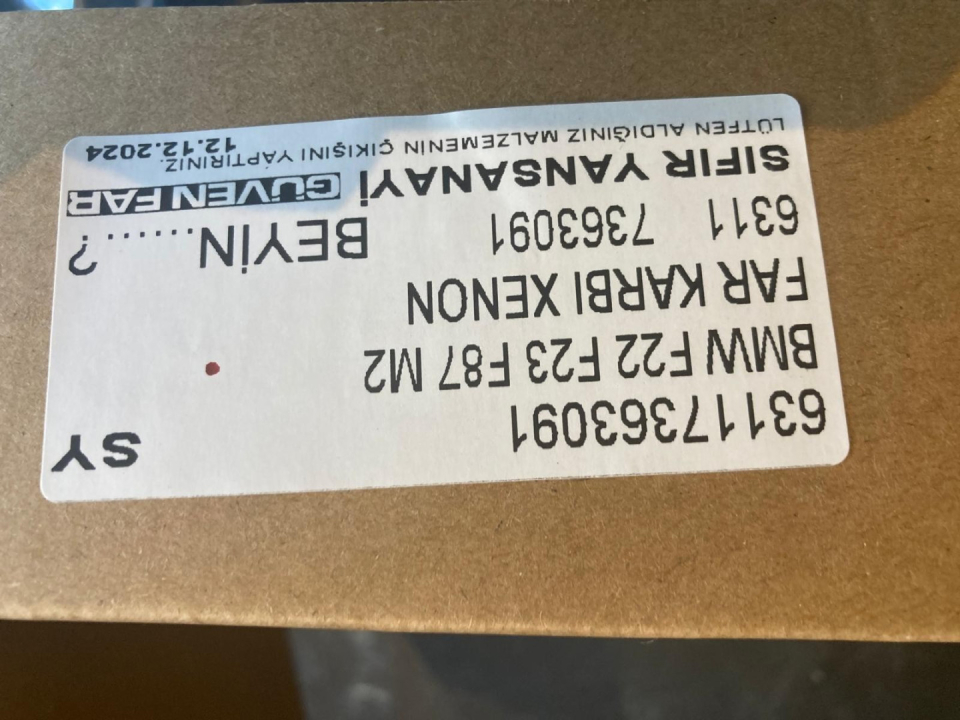 63117363091
SY
BMW F22 F23 F87 M2
FAR KARBI XENON
6311 7363091
BEYİN...... ?
SIFIR YANSANAYİ
GÜVEN FAR
LÜTFEN ALDIĞINIZ MALZEMENİN ÇIKIŞINI YAPTIRINIZ.
12.12.2024